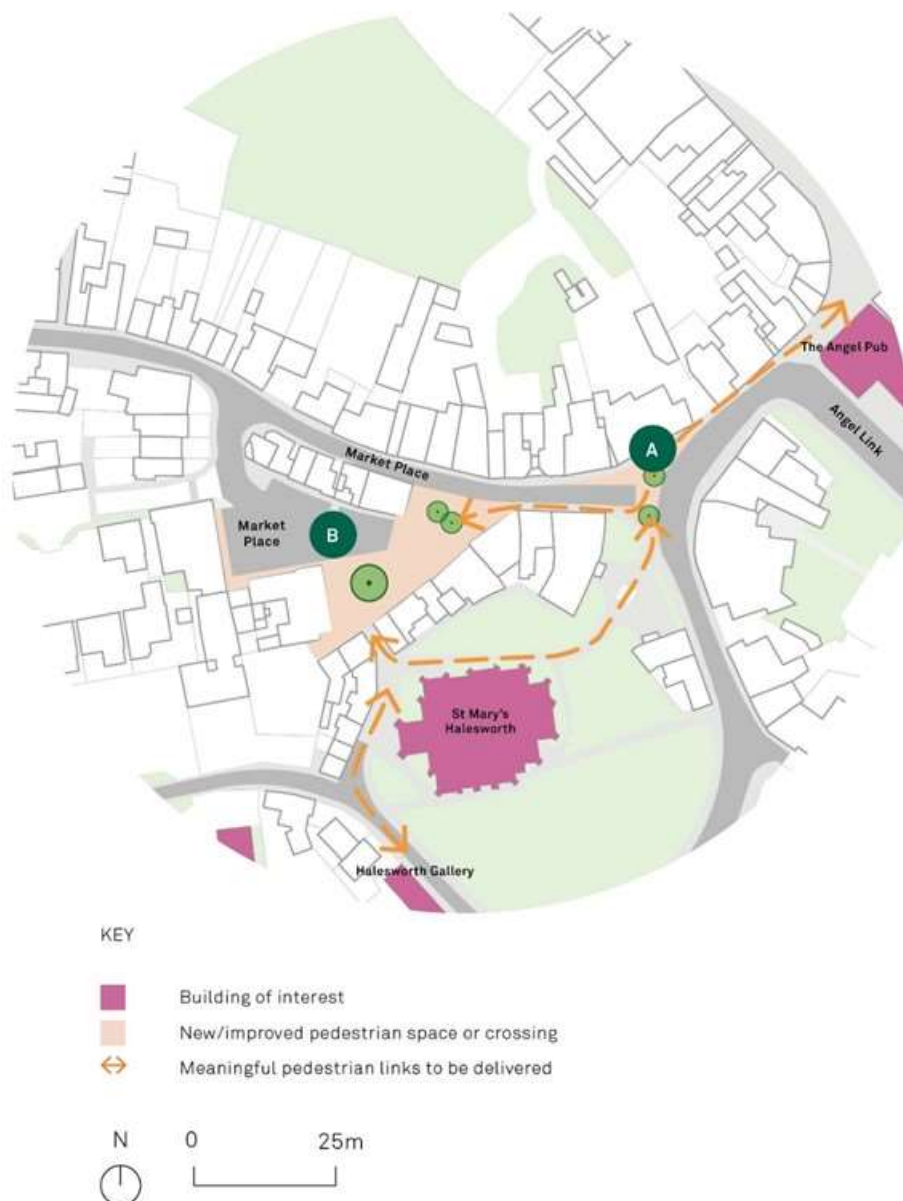 The Angel Pub
Angel Link
A
Market Place
Market
Place
B
St Mary's
Halesworth
Halesworth Gallery
KEY
Building of interest
New/improved pedestrian space or crossing
Meaningful pedestrian links to be delivered
N
0
25m